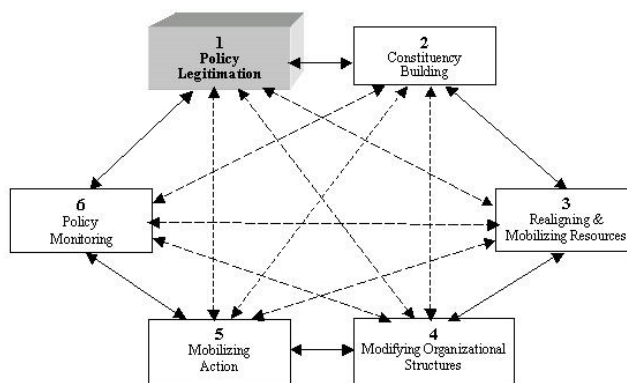 1
Policy
Legitimation
2
Constituency
Building
6
Policy
Monitoring
3
Realigning &
Mobilizing Resources
5
Mobilizing
Action
4
Modifying Organizational
Structures